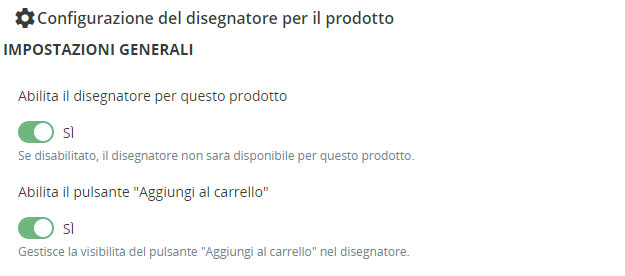 Configurazione del disegnatore per il prodotto
IMPOSTAZIONI GENERALI
Abilita il disegnatore per questo prodotto
SÌ
Se disabilitato, il disegnatore non sarà disponibile per questo prodotto.
Abilita il pulsante "Aggiungi al carrello"
SÌ
Gestisce la visibilità del pulsante "Aggiungi al carrello" nel disegnatore.